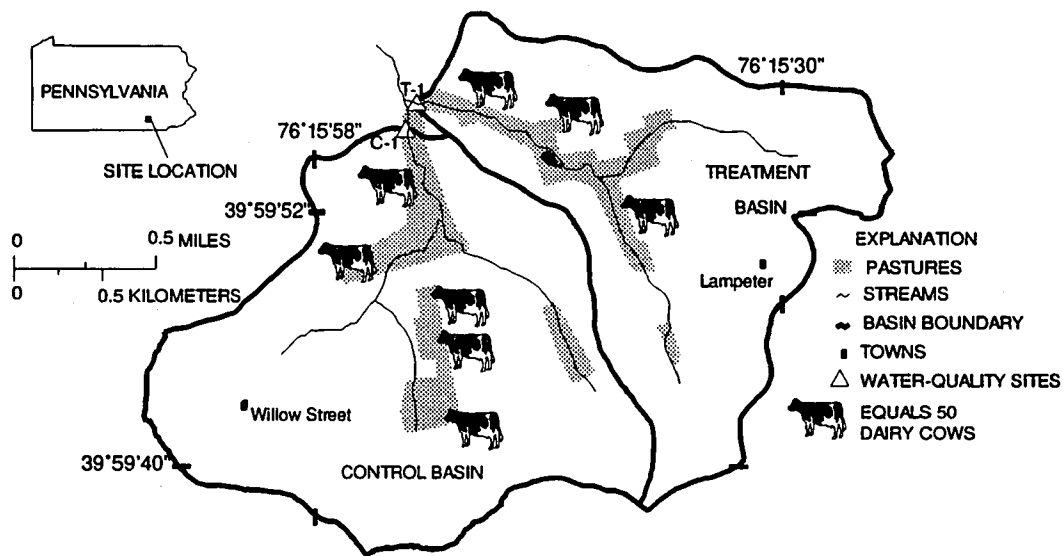 PENNSYLVANIA
SITE LOCATION
76°15'58"
39°59'52"
0
0.5 MILES
0
0.5 KILOMETERS
39°59'40"
T-1
C-1
76°15'30"
TREATMENT
BASIN
Lampeter
Willow Street
CONTROL BASIN
EXPLANATION
PASTURES
STREAMS
BASIN BOUNDARY
TOWNS
WATER-QUALITY SITES
EQUALS 50
DAIRY COWS